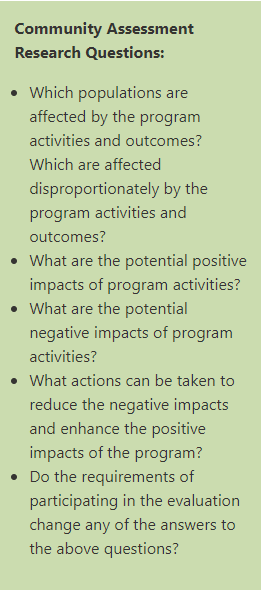 Community Assessment
Research Questions:
• Which populations are
affected by the program
activities and outcomes?
Which are affected
disproportionately by the
program activities and
outcomes?
• What are the potential positive
impacts of program activities?
• What are the potential
negative impacts of program
activities?
• What actions can be taken to
reduce the negative impacts
and enhance the positive
impacts of the program?
• Do the requirements of
participating in the evaluation
change any of the answers to
the above questions?